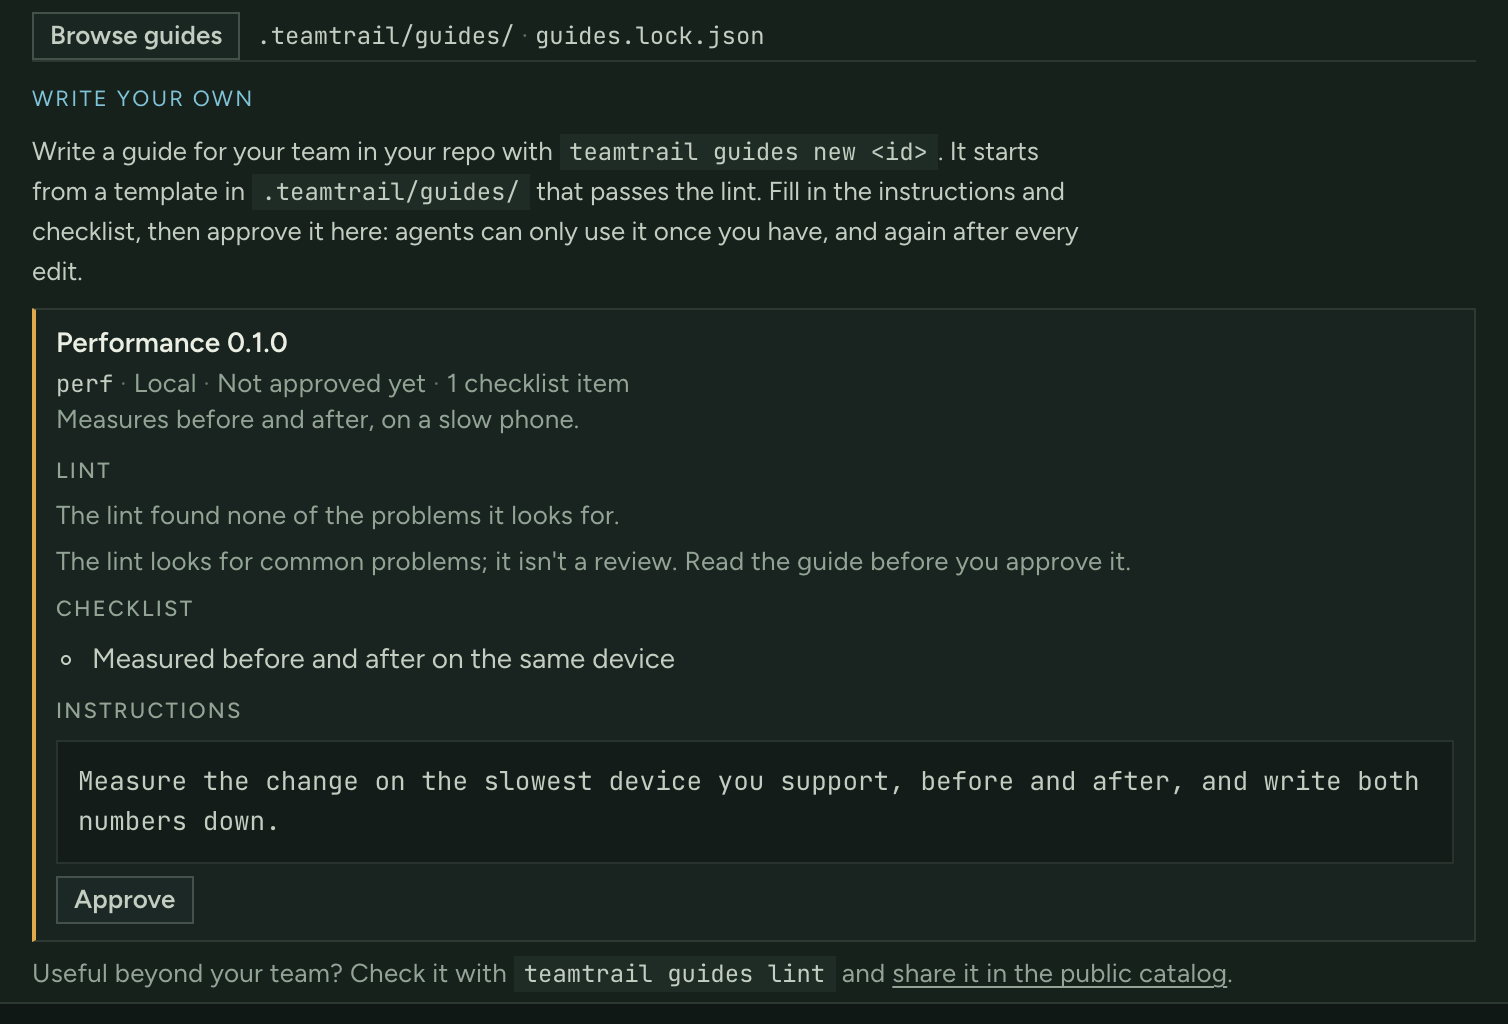 Browse guides .teamtrail/guides/ · guides.lock.json
WRITE YOUR OWN
Write a guide for your team in your repo with teamtrail guides new <id>. It starts
from a template in .teamtrail/guides/ that passes the lint. Fill in the instructions and
checklist, then approve it here: agents can only use it once you have, and again after every
edit.
Performance 0.1.0
perf · Local · Not approved yet · 1 checklist item
Measures before and after, on a slow phone.
LINT
The lint found none of the problems it looks for.
The lint looks for common problems; it isn't a review. Read the guide before you approve it.
CHECKLIST
Measured before and after on the same device
INSTRUCTIONS
Measure the change on the slowest device you support, before and after, and write both
numbers down.
Approve
Useful beyond your team? Check it with teamtrail guides lint and share it in the public catalog.